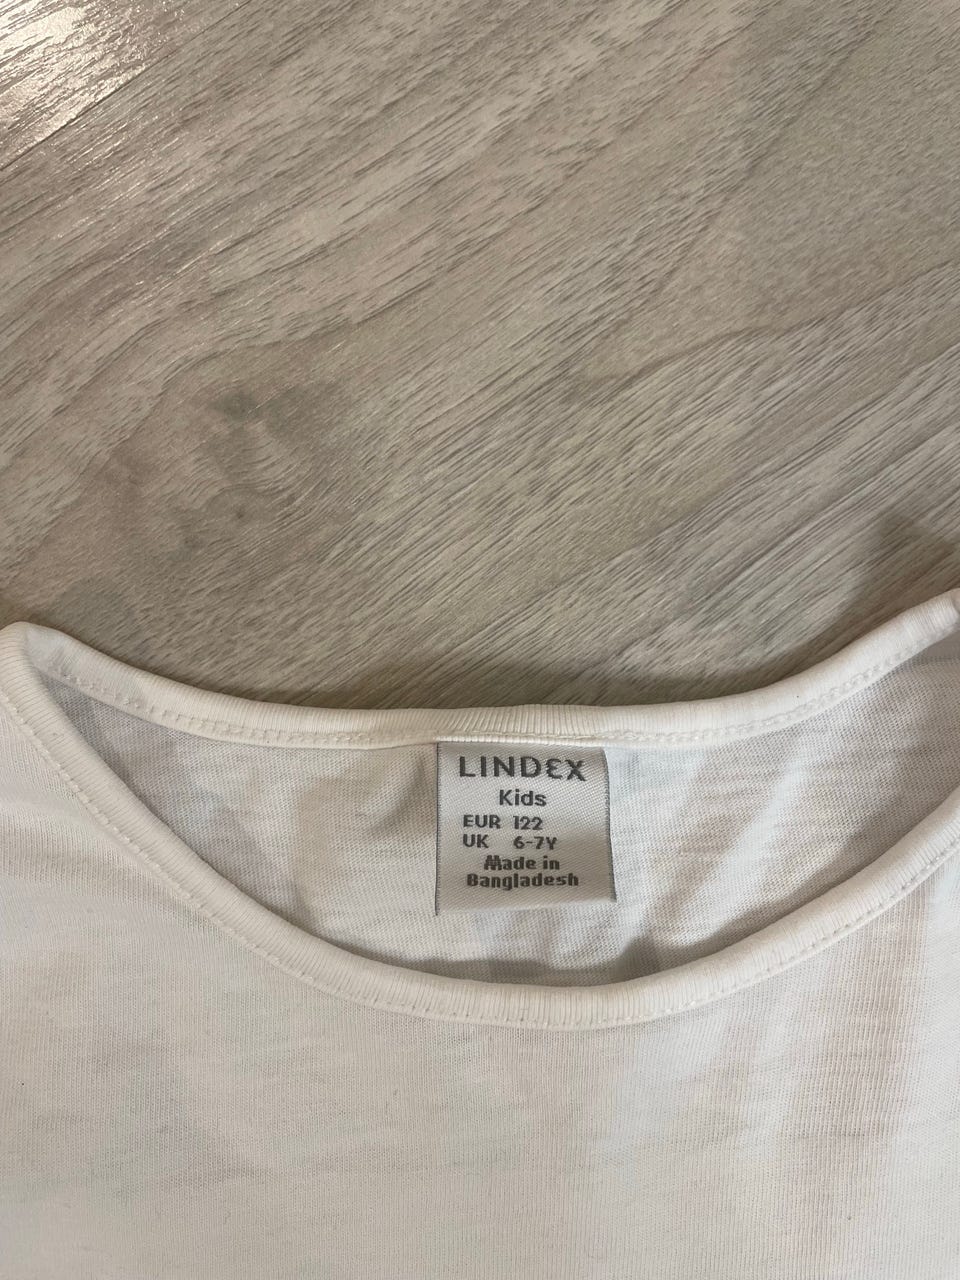 LINDEX
Kids
EUR 122
UK 6-7Y
Made in
Bangladesh